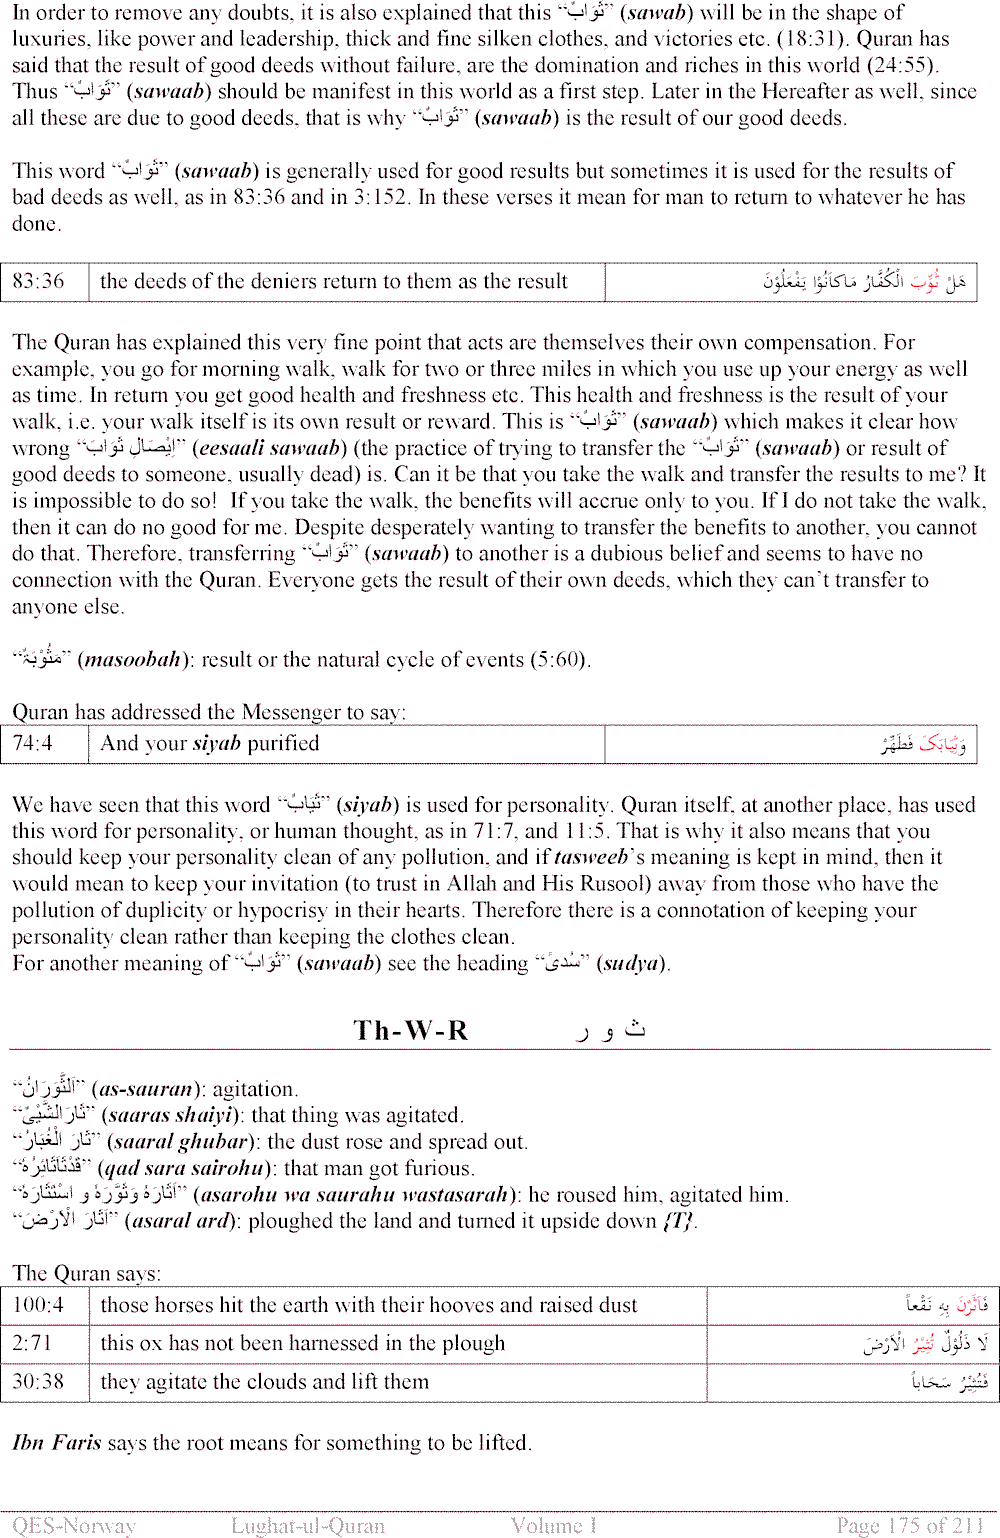 In order to remove any doubts, it is also explained that this “ثَوَابٌ” (sawab) will be in the shape of
luxuries, like power and leadership, thick and fine silken clothes, and victories etc. (18:31). Quran has
said that the result of good deeds without failure, are the domination and riches in this world (24:55).
Thus “ثَوَابٌ” (sawaab) should be manifest in this world as a first step. Later in the Hereafter as well, since
all these are due to good deeds, that is why “ثَوَابٌ” (sawaab) is the result of our good deeds.
This word “ثَوَابٌ” (sawaab) is generally used for good results but sometimes it is used for the results of
bad deeds as well, as in 83:36 and in 3:152. In these verses it mean for man to return to whatever he has
done.
83:36 the deeds of the deniers return to them as the result هَلْ ثُوِّبَ الْكُفَّارُ مَاكَانُوْا يَفْعَلُوْنَ
The Quran has explained this very fine point that acts are themselves their own compensation. For
example, you go for morning walk, walk for two or three miles in which you use up your energy as well
as time. In return you get good health and freshness etc. This health and freshness is the result of your
walk, i.e. your walk itself is its own result or reward. This is “ثَوَابٌ” (sawaab) which makes it clear how
wrong “اِيْصَالِ ثَوَابَ” (eesaali sawaab) (the practice of trying to transfer the “ثَوَابٌ” (sawaab) or result of
good deeds to someone, usually dead) is. Can it be that you take the walk and transfer the results to me? It
is impossible to do so! If you take the walk, the benefits will accrue only to you. If I do not take the walk,
then it can do no good for me. Despite desperately wanting to transfer the benefits to another, you cannot
do that. Therefore, transferring “ثَوَابٌ” (sawaab) to another is a dubious belief and seems to have no
connection with the Quran. Everyone gets the result of their own deeds, which they can’t transfer to
anyone else.
“مَثُوْبَةٌ” (masoobah): result or the natural cycle of events (5:60).
Quran has addressed the Messenger to say:
74:4 And your siyab purified وَثِيَابَکَ فَطَهِّرْ
We have seen that this word “ثَيَابٌ” (siyab) is used for personality. Quran itself, at another place, has used
this word for personality, or human thought, as in 71:7, and 11:5. That is why it also means that you
should keep your personality clean of any pollution, and if tasweeb’s meaning is kept in mind, then it
would mean to keep your invitation (to trust in Allah and His Rusool) away from those who have the
pollution of duplicity or hypocrisy in their hearts. Therefore there is a connotation of keeping your
personality clean rather than keeping the clothes clean.
For another meaning of “ثَوَابٌ” (sawaab) see the heading “سُدیً” (sudya).
Th-W-R ث و ر
“اَلثَّوَرَانُ” (as-sauran): agitation.
“ثَارَالشَّيْئُ” (saaras shaiyi): that thing was agitated.
“ثَارَ الْغُبَارُ” (saaral ghubar): the dust rose and spread out.
“قَدْثَاثَائِرُهٗ” (qad sara sairohu): that man got furious.
“اَثَارَهٗ وَثَوَّرَهٗ و اسْتَثَارَهٗ” (asarohu wa saurahu wastasarah): he roused him, agitated him.
“اَثَارَ الْاَرْضَ” (asaral ard): ploughed the land and turned it upside down {T}.
The Quran says:
100:4 those horses hit the earth with their hooves and raised dust فَاَثَرْنَ بِهٖ نَقْعاً
2:71 this ox has not been harnessed in the plough لَا ذَلُوْلٌ تُثِيْرُ الْاَرْضَ
30:38 they agitate the clouds and lift them فَتُثِيْرُ سَحَاباً
Ibn Faris says the root means for something to be lifted.
QES-Norway Lughat-ul-Quran Volume I Page 175 of 211